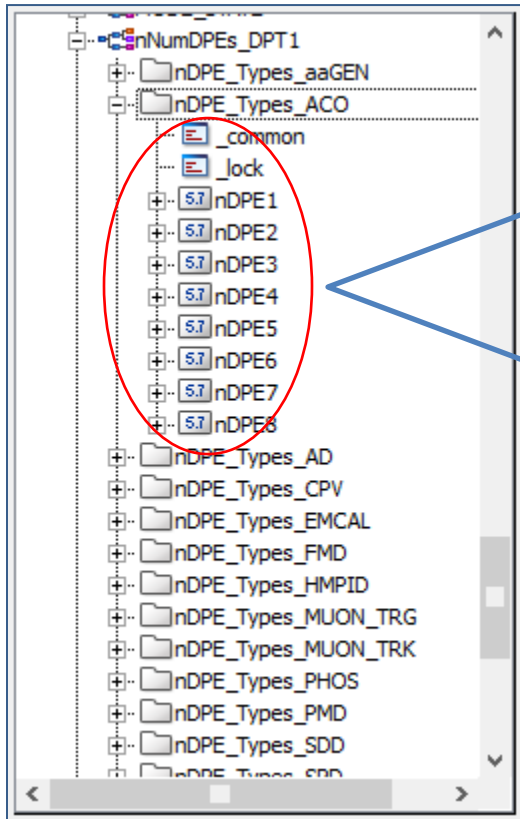 nNumDPEs_DPT1
nDPE_Types_aaGEN
nDPE_Types_ACO
_common
_lock
5.7 nDPE1
5.7 nDPE2
5.7 nDPE3
5.7 nDPE4
5.7 nDPE5
5.7 nDPE6
5.7 nDPE7
5.7 nDPE8
nDPE_Types_AD
nDPE_Types_CPV
nDPE_Types_EMCAL
nDPE_Types_FMD
nDPE_Types_HMPID
nDPE_Types_MUON_TRG
nDPE_Types_MUON_TRK
nDPE_Types_PHOS
nDPE_Types_PMD
nDPE_Types_SDD
nDPE_Types_SPD